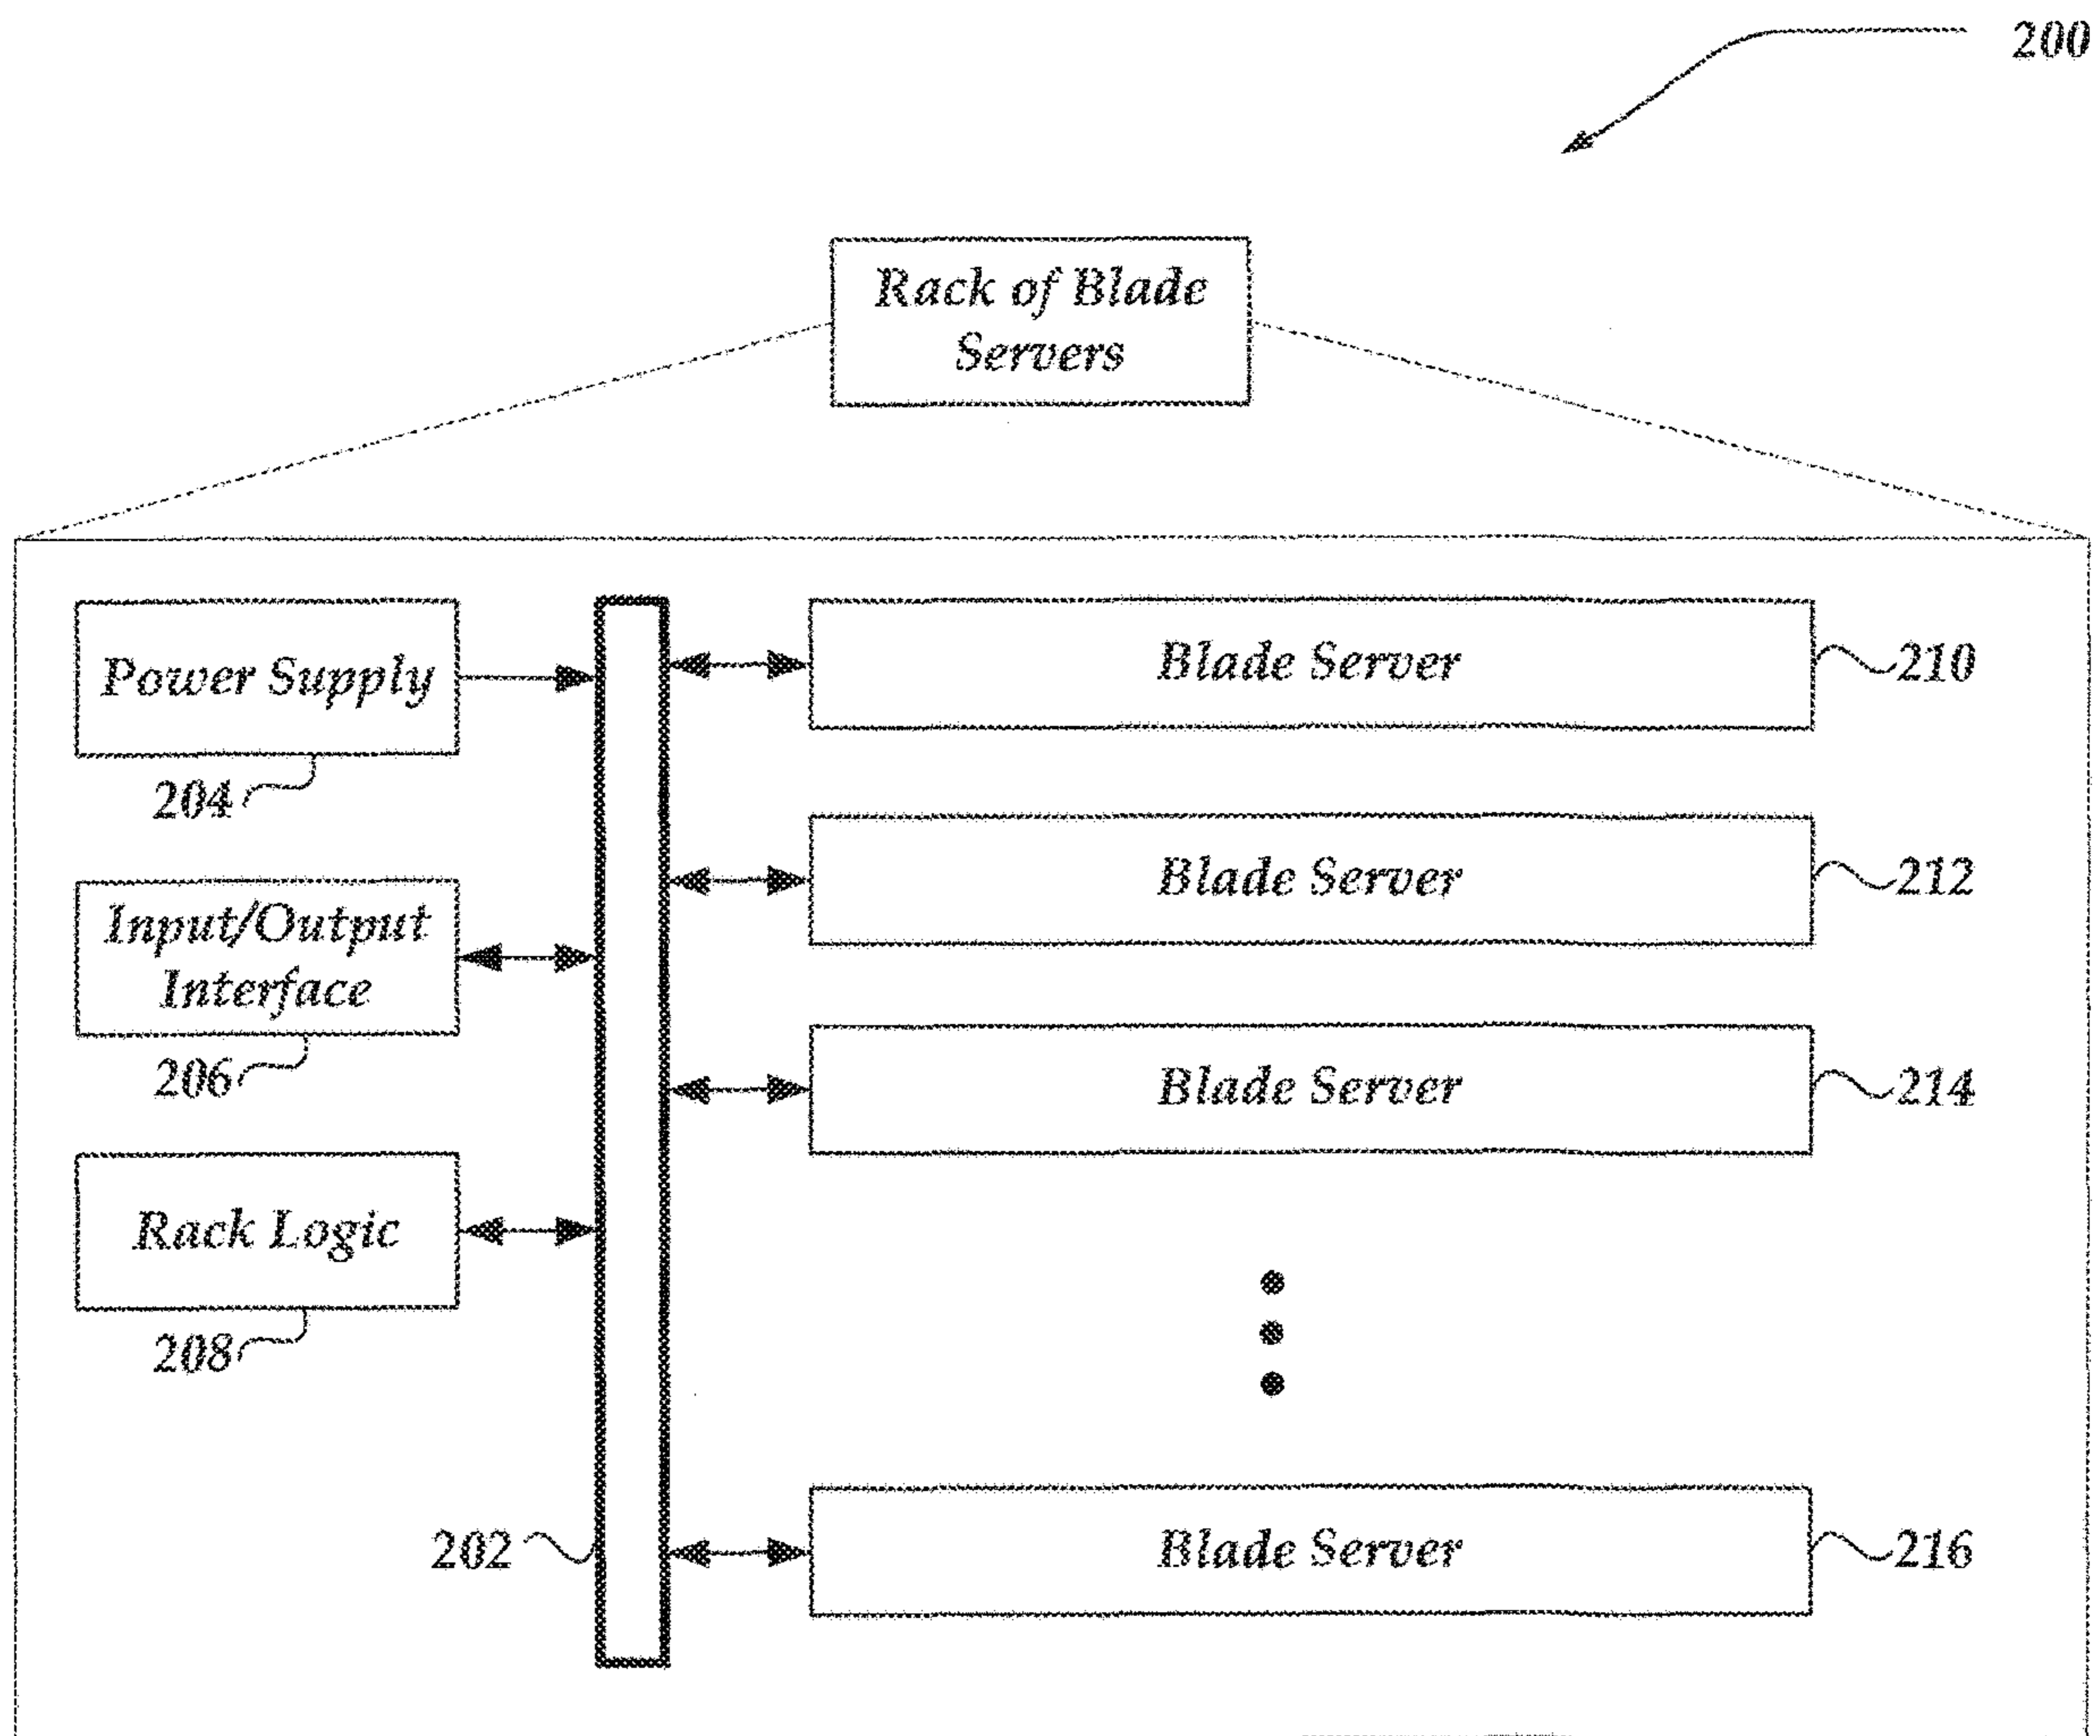 200
Rack of Blade
Servers
Power Supply
204
Input/Output
Interface
206
Rack Logic
208
202
Blade Server
210
Blade Server
212
Blade Server
214
Blade Server
216